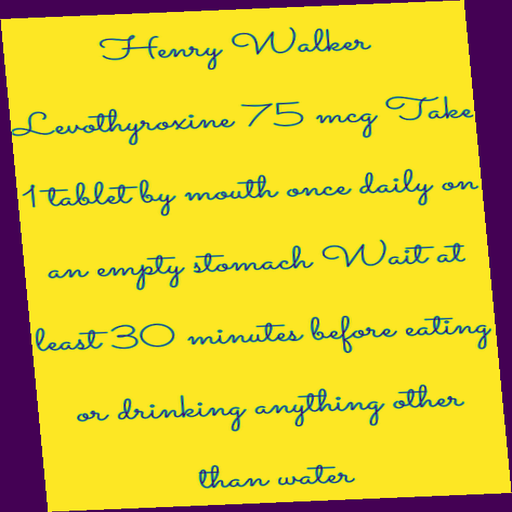 Henry Walker
Levothyroxine 75 mcg Take
1 tablet by mouth once daily on
an empty stomach Wait at
least 30 minutes before eating
or drinking anything other
than water